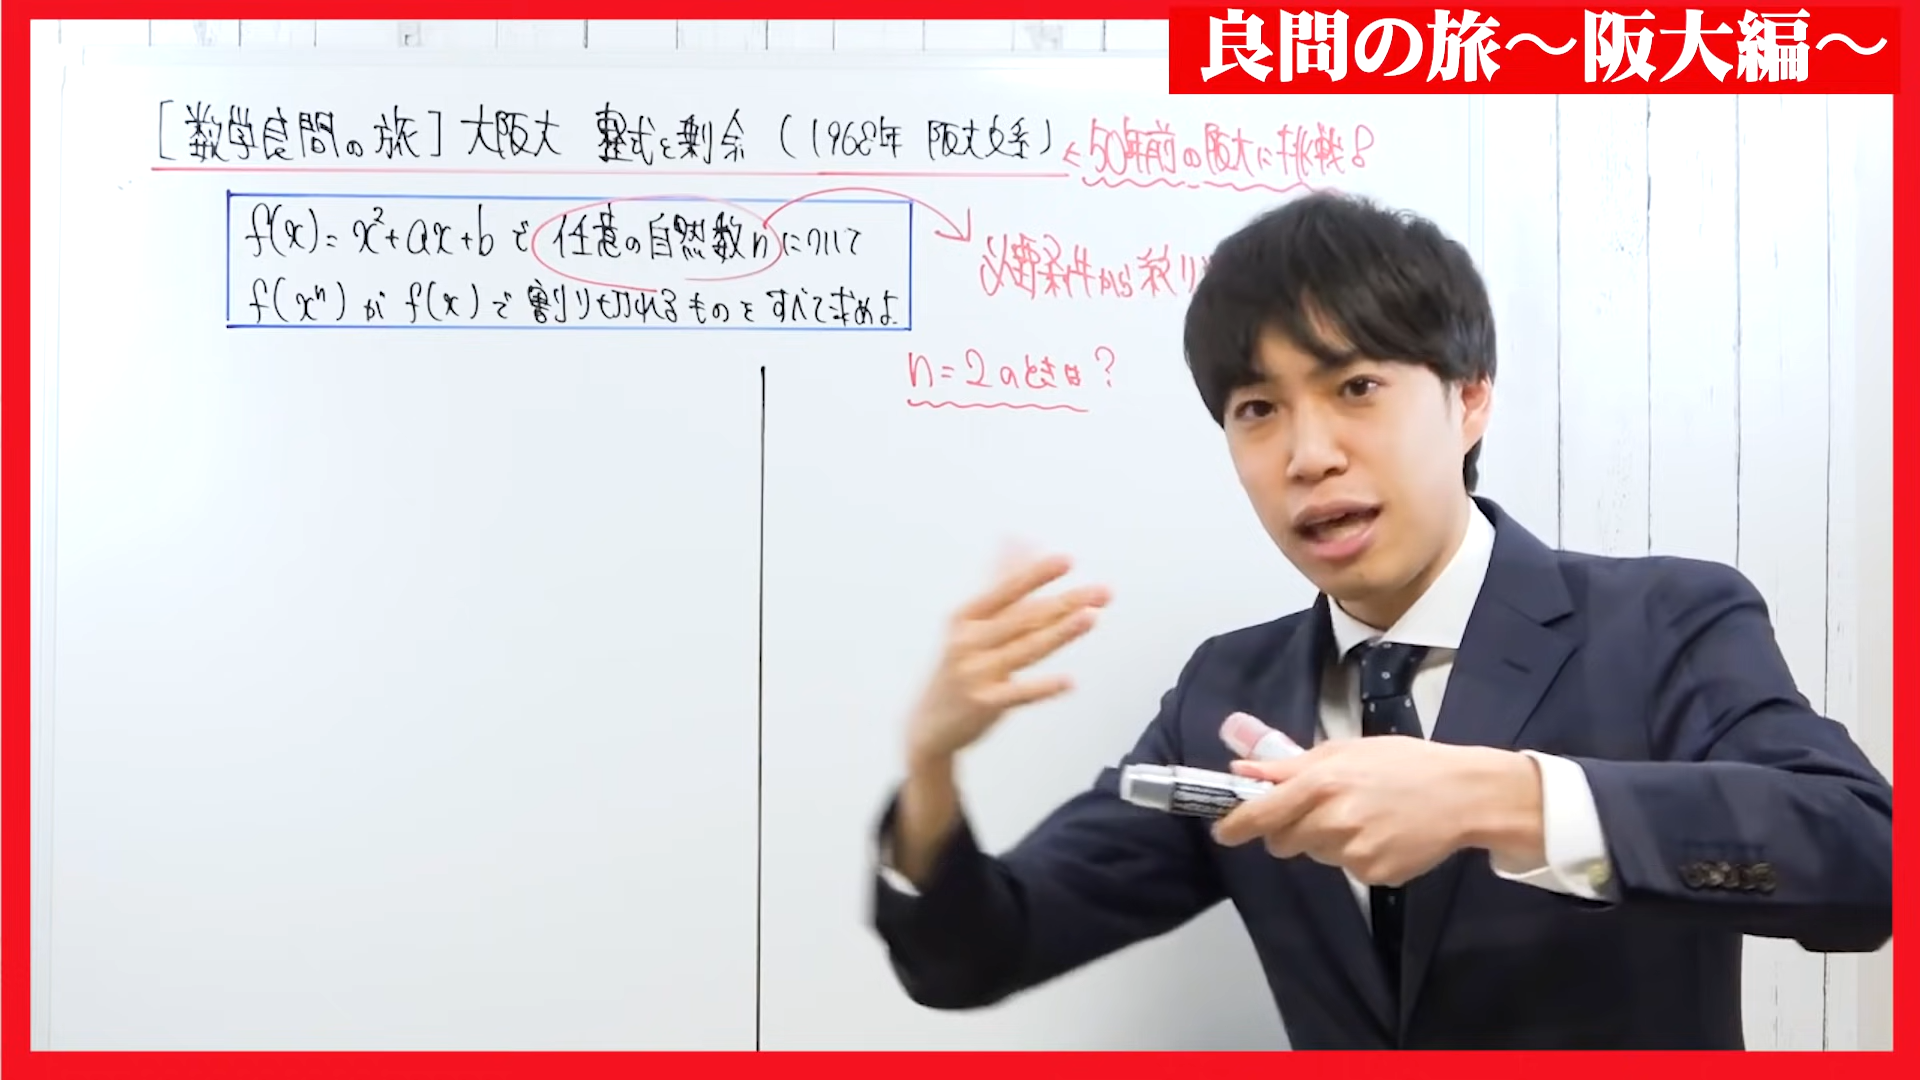 良問の旅～阪大編～
[数学良問の旅] 大阪大 整式と剰余 (1968年 阪大文系) ← 50年前の阪大に挑戦!
f(x)=x²+ax+b で 任意の自然数nについて
f(xⁿ) が f(x) で 割り切れるものを すべて求めよ.
必要条件から 絞り
n=2のときは?